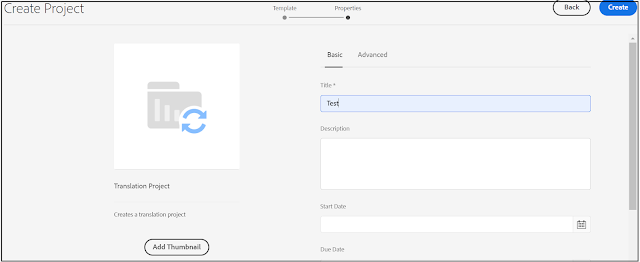 Create Project
Template
Properties
Back
Create
Basic
Advanced
Title *
Test
Description
Translation Project
Start Date
Creates a translation project
Add Thumbnail
Due Date